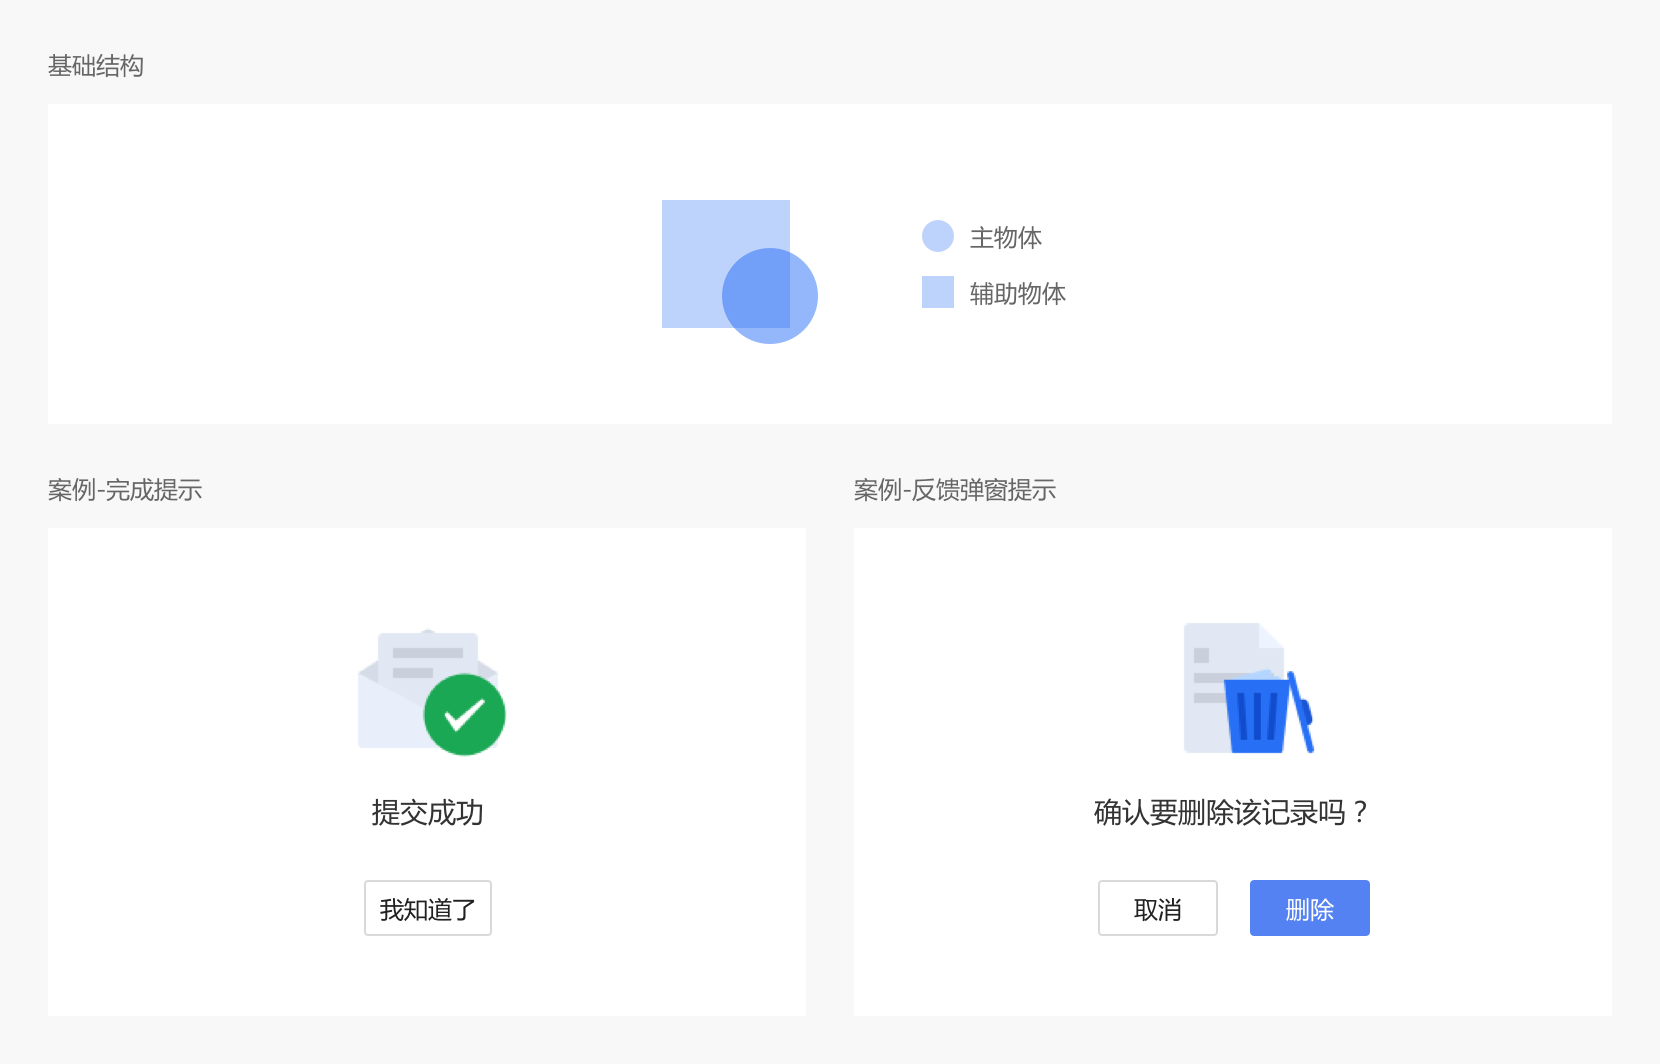 基础结构
主物体
辅助物体
案例-完成提示
案例-反馈弹窗提示
提交成功
确认要删除该记录吗？
我知道了
取消
删除